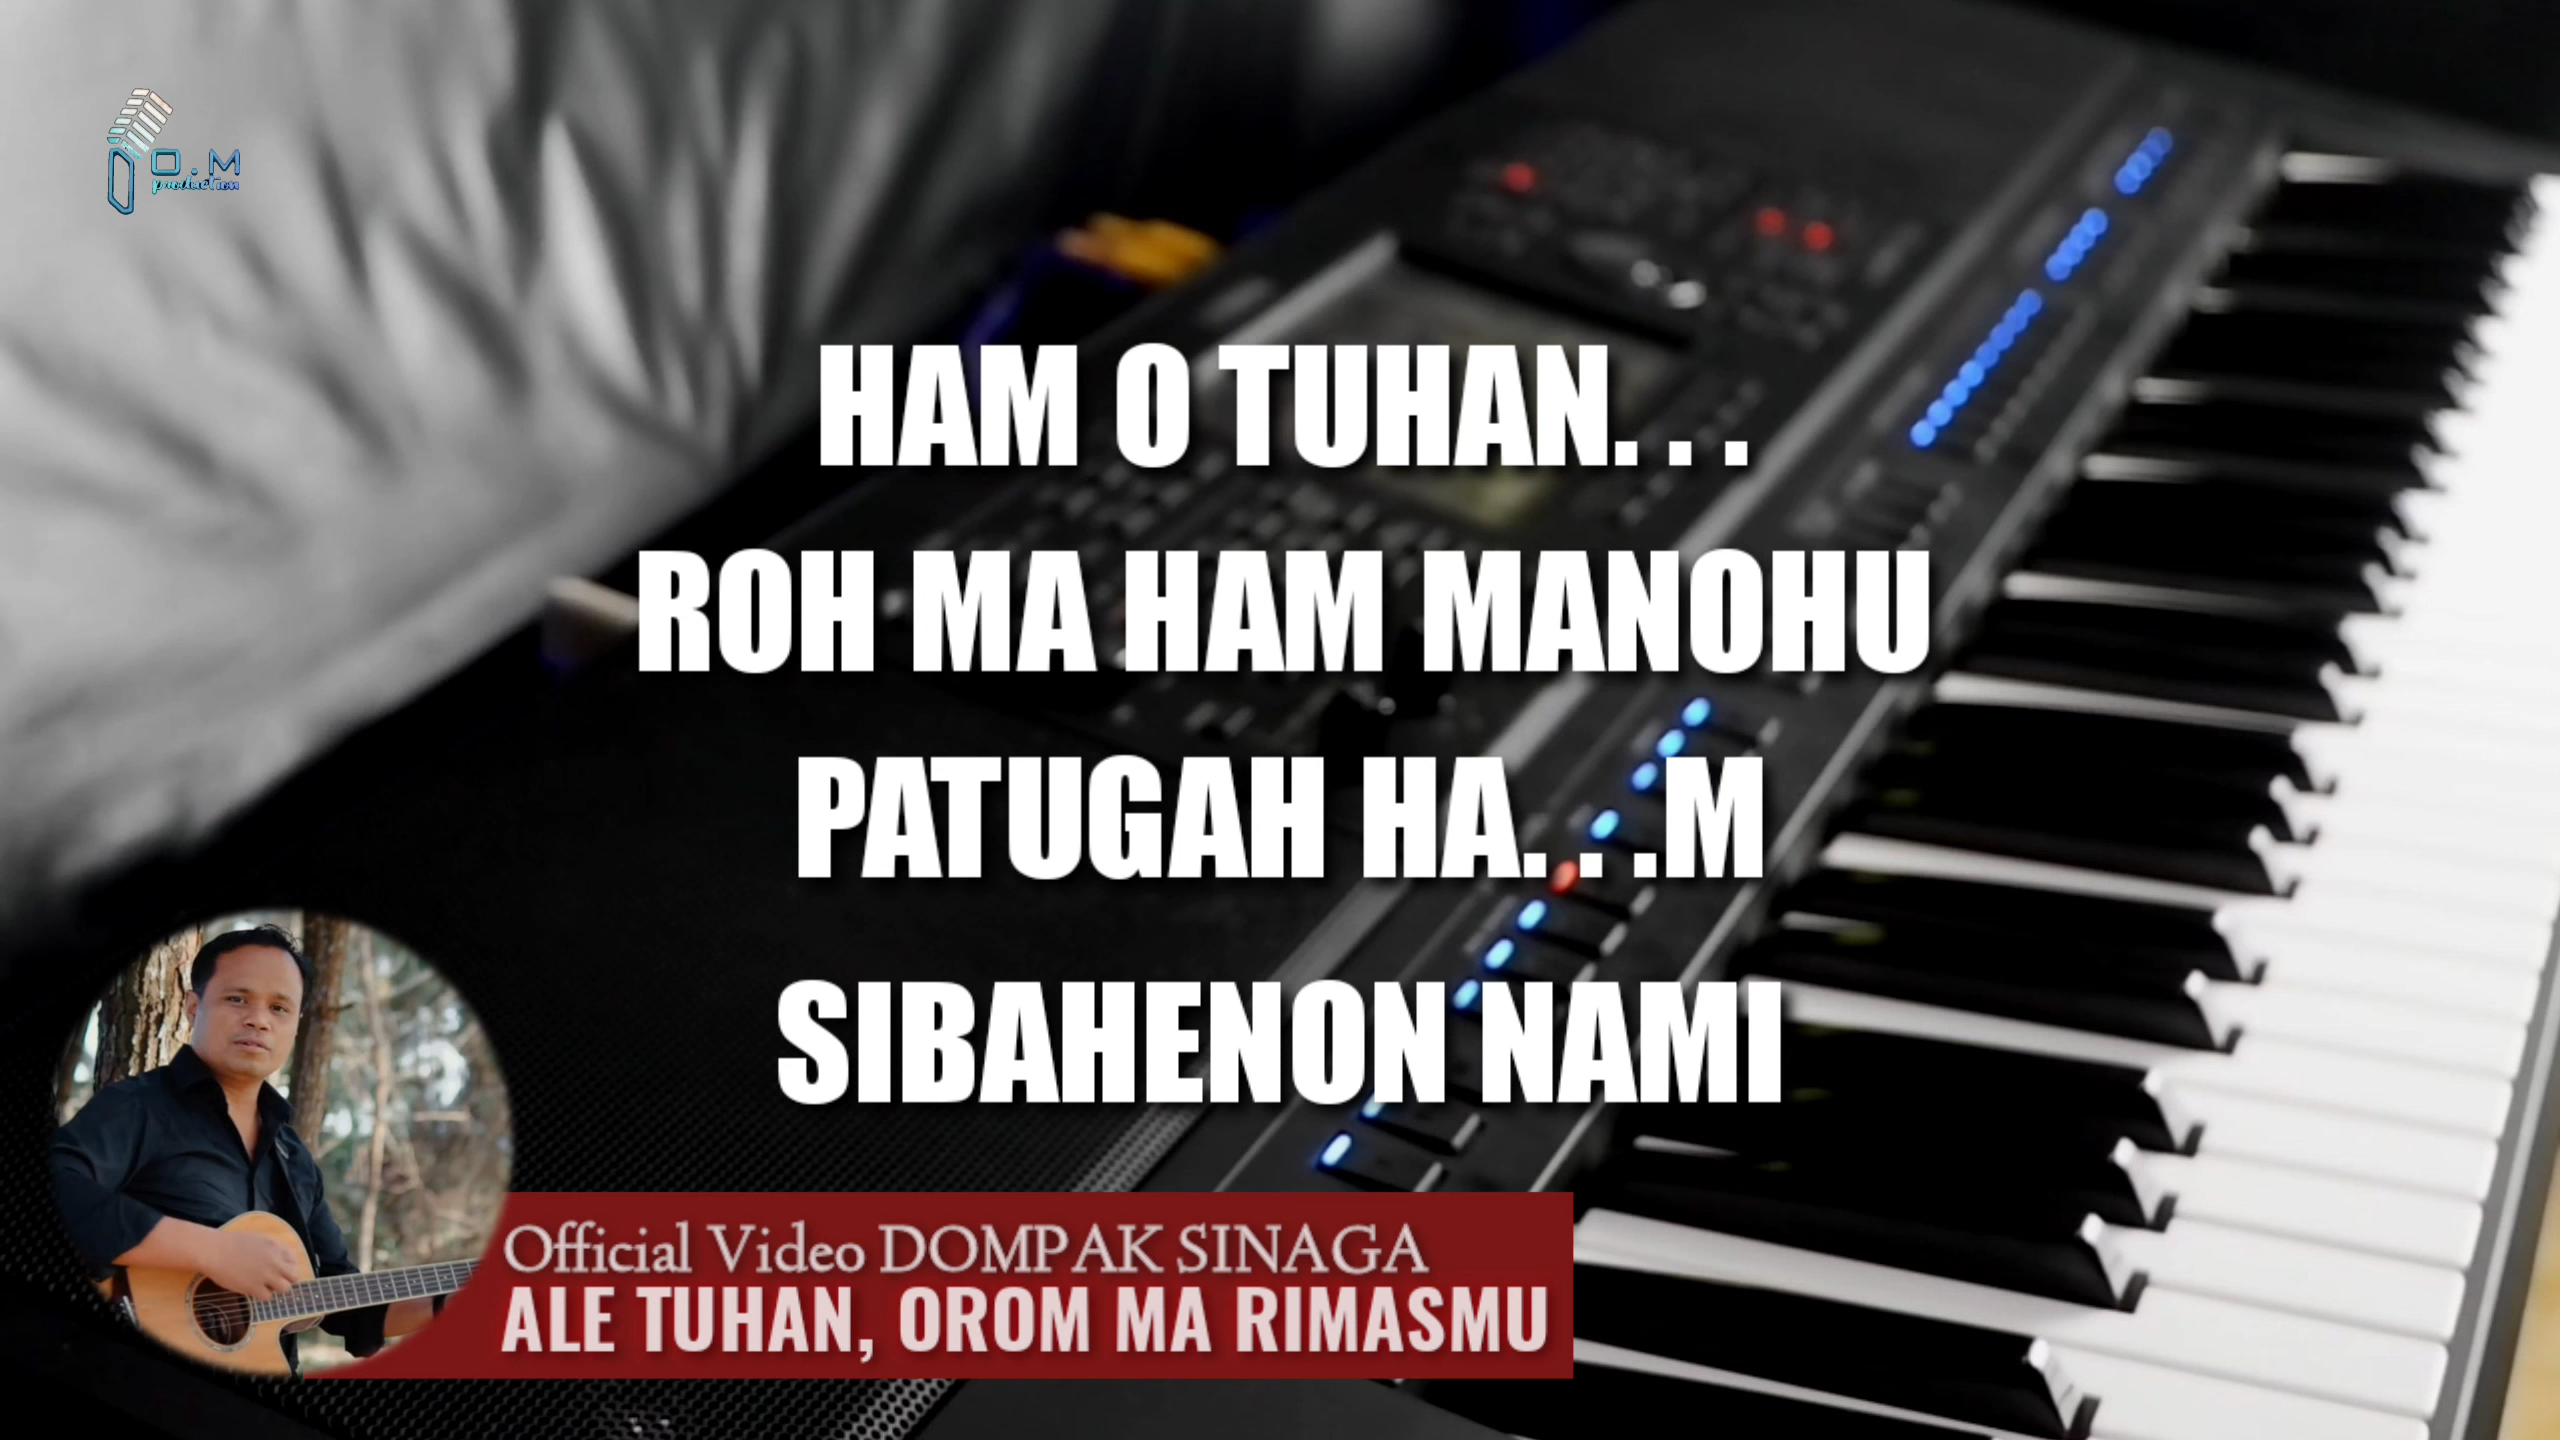 O.M
production
HAM O TUHAN. . .
ROH MA HAM MANOHU
PATUGAH HA. . .M
SIBAHENON NAMI
Official Video DOMPAK SINAGA
ALE TUHAN, OROM MA RIMASMU